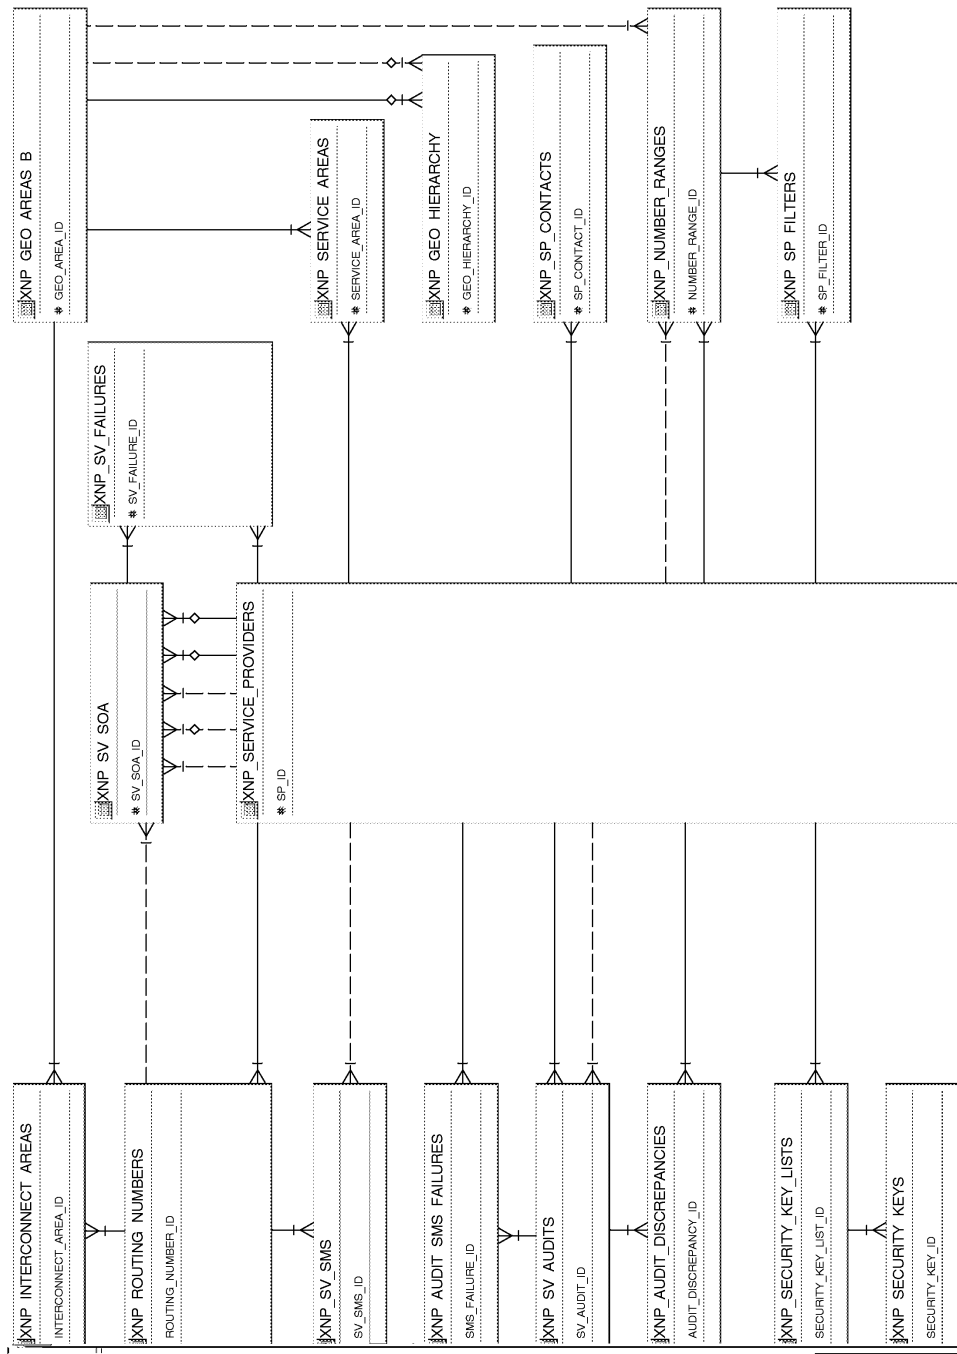 XNP GEO AREAS B
# GEO_AREA_ID
XNP SERVICE AREAS
# SERVICE_AREA_ID
XNP GEO HIERARCHY
# GEO_HIERARCHY_ID
XNP_SP_CONTACTS
# SP_CONTACT_ID
XNP_NUMBER_RANGES
# NUMBER_RANGE_ID
XNP SP FILTERS
# SP_FILTER_ID
XNP_SV_FAILURES
# SV_FAILURE_ID
XNP SV SOA
# SV_SOA_ID
XNP_SERVICE_PROVIDERS
# SP_ID
XNP INTERCONNECT AREAS
INTERCONNECT_AREA_ID
XNP ROUTING NUMBERS
ROUTING_NUMBER_ID
XNP_SV_SMS
SV_SMS_ID
XNP AUDIT SMS FAILURES
SMS_FAILURE_ID
XNP SV AUDITS
SV_AUDIT_ID
XNP_AUDIT_DISCREPANCIES
AUDIT_DISCREPANCY_ID
XNP_SECURITY_KEY_LISTS
SECURITY_KEY_LIST_ID
XNP SECURITY KEYS
SECURITY_KEY_ID